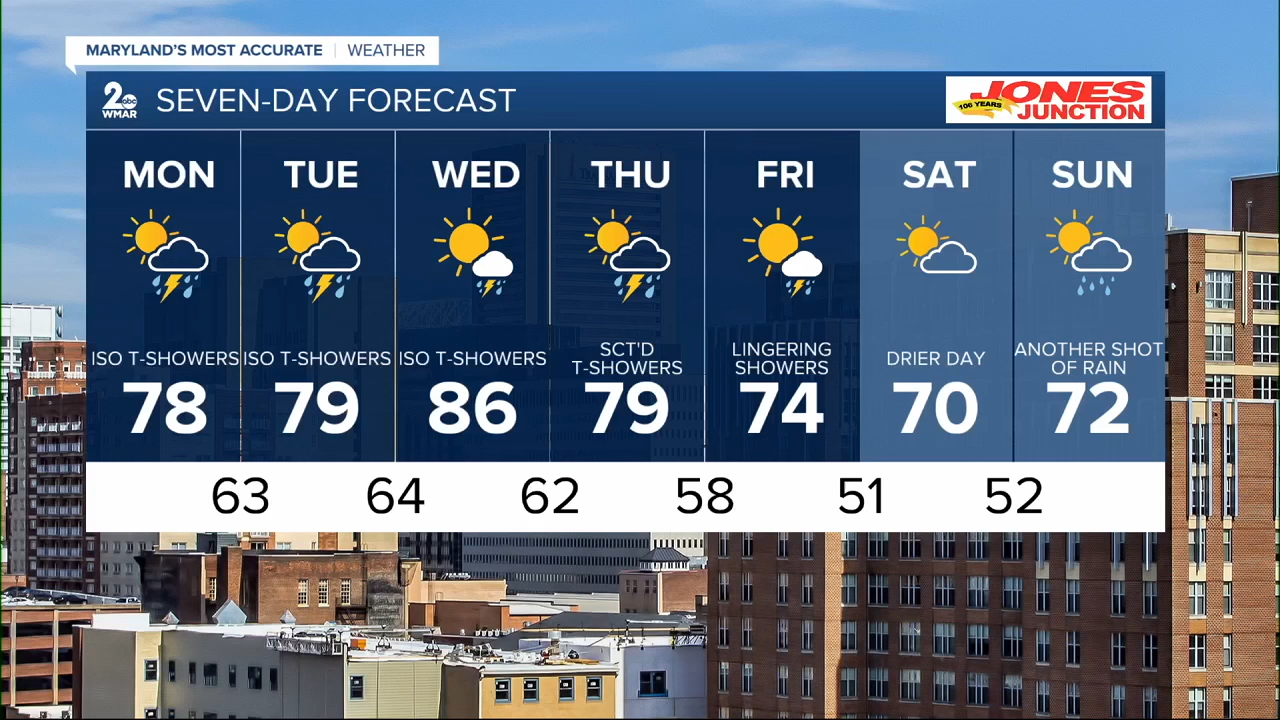 MARYLAND'S MOST ACCURATE | WEATHER
2 abc
WMAR
SEVEN-DAY FORECAST
JONES
106 YEARS
JUNCTION
MON TUE WED THU FRI SAT SUN
ISO T-SHOWERS ISO T-SHOWERS ISO T-SHOWERS SCT'D T-SHOWERS LINGERING SHOWERS DRIER DAY ANOTHER SHOT OF RAIN
78 79 86 79 74 70 72
63 64 62 58 51 52